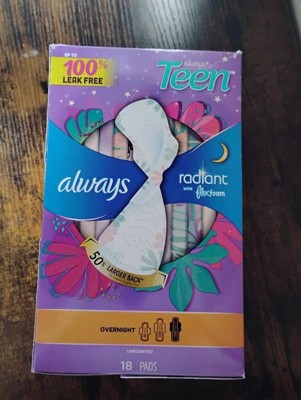 UP TO
100%
LEAK FREE
always
Teen
always
radiant
with flexfoam
50% LARGER BACK*
OVERNIGHT
UNSCENTED
18 PADS